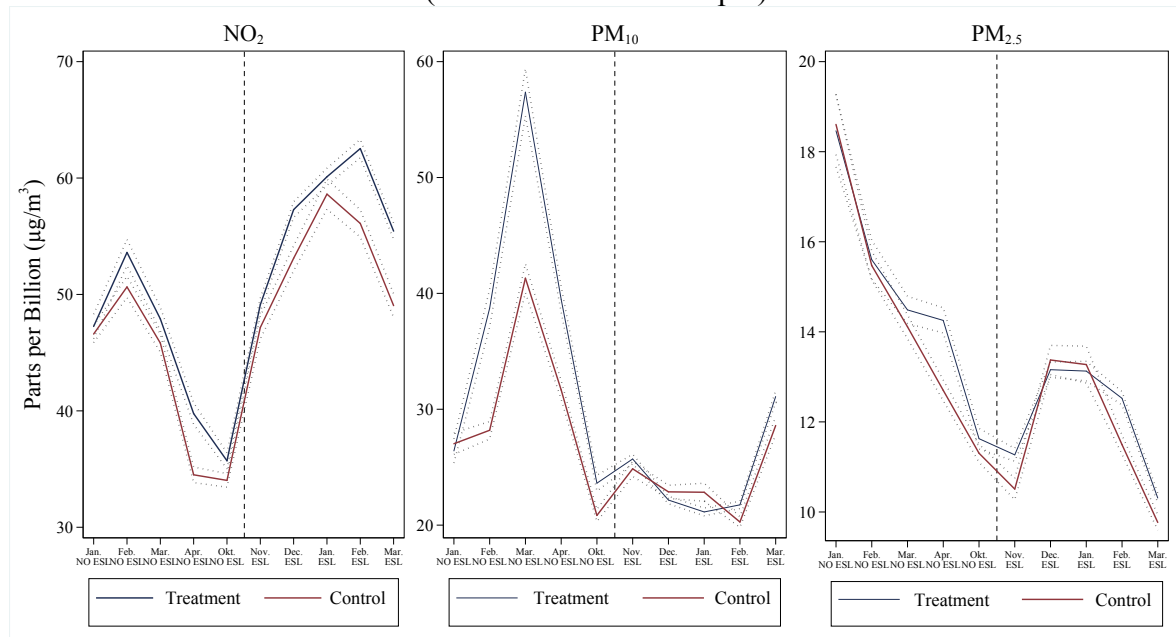 NO₂ PM₁₀ PM₂.₅
Parts per Billion (µg/m³)
70
60
50
40
30
60
50
40
30
20
20
18
16
14
12
10
Jan. Feb. Mar. Apr. Okt. Nov. Dec. Jan. Feb. Mar.
NO ESL NO ESL NO ESL NO ESL NO ESL ESL ESL ESL ESL ESL
Jan. Feb. Mar. Apr. Okt. Nov. Dec. Jan. Feb. Mar.
NO ESL NO ESL NO ESL NO ESL NO ESL ESL ESL ESL ESL ESL
Jan. Feb. Mar. Apr. Okt. Nov. Dec. Jan. Feb. Mar.
NO ESL NO ESL NO ESL NO ESL NO ESL ESL ESL ESL ESL ESL
Treatment Control
Treatment Control
Treatment Control